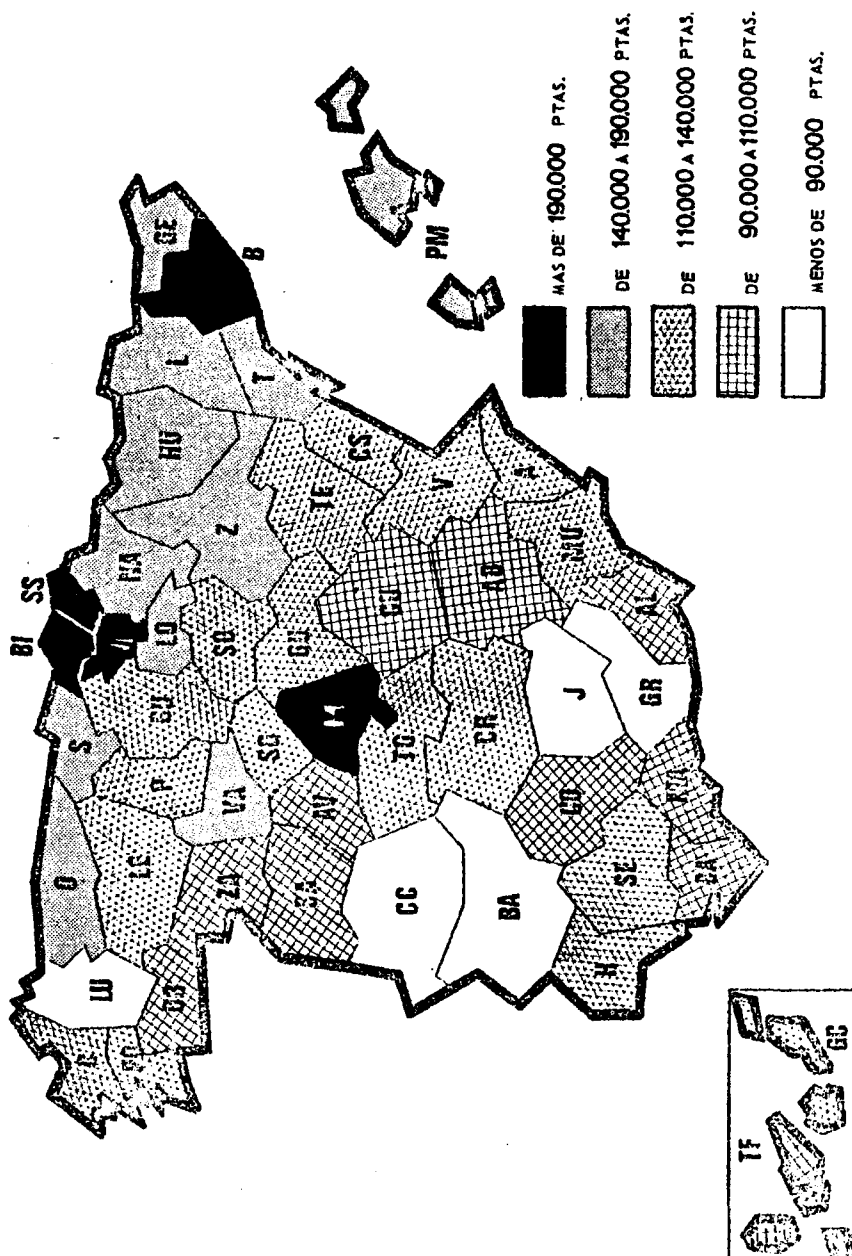 BI
SS
O
S
VI
NA
HU
L
GE
B
LU
LE
P
BU
LO
Z
T
ZA
VA
SO
SG
GU
TE
CS
SA
AV
M
CU
CC
TO
V
BA
CR
AB
A
CO
J
MU
H
SE
GR
AL
CA
PM
TF
GC
MAS DE 190.000 PTAS.
DE 140.000 A 190.000 PTAS.
DE 110.000 A 140.000 PTAS.
DE 90.000 A 110.000 PTAS.
MENOS DE 90.000 PTAS.